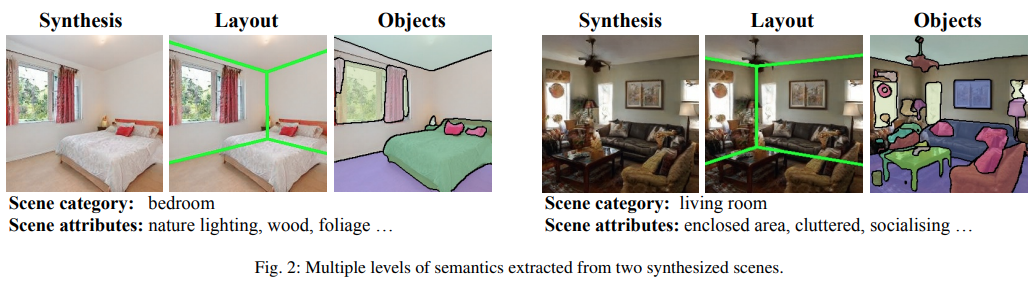 Synthesis Layout Objects
Scene category: bedroom
Scene attributes: nature lighting, wood, foliage …
Synthesis Layout Objects
Scene category: living room
Scene attributes: enclosed area, cluttered, socialising …
Fig. 2: Multiple levels of semantics extracted from two synthesized scenes.